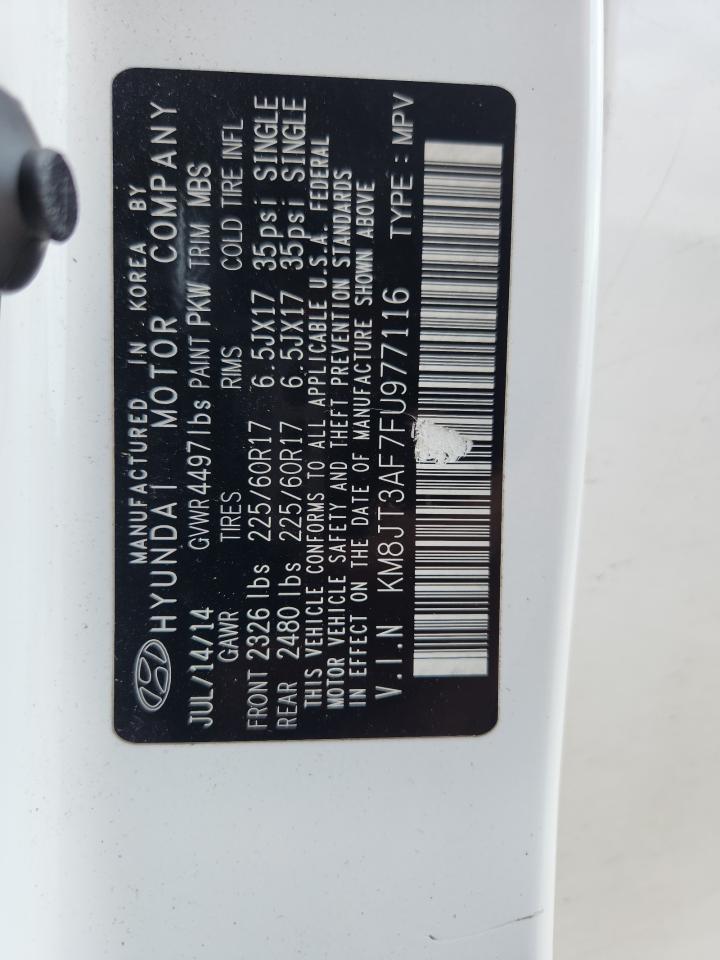 MANUFACTURED IN KOREA BY
HYUNDAI MOTOR COMPANY
JUL/14/14 GVWR 4497 lbs PAINT PKW TRIM MBS
GAWR TIRES RIMS COLD TIRE INFL
FRONT 2326 lbs 225/60R17 6.5JX17 35psi SINGLE
REAR 2480 lbs 225/60R17 6.5JX17 35psi SINGLE
THIS VEHICLE CONFORMS TO ALL APPLICABLE U.S.A. FEDERAL
MOTOR VEHICLE SAFETY AND THEFT PREVENTION STANDARDS
IN EFFECT ON THE DATE OF MANUFACTURE SHOWN ABOVE
V.I.N KM8JT3AF7FU977116 TYPE : MPV